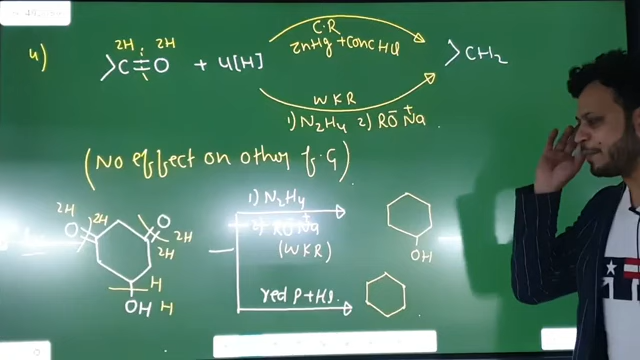 4)
2H 2H
>C=O + 4[H]
C.R
ZnHg + Conc HCl
>CH₂
WKR
1) N₂H₄ 2) RO⁻ Na⁺
(No effect on other f.G)
2H O 2H O 2H 2H
H
OH H
1) N₂H₄
2) RO⁻Na⁺
(WKR)
OH
red P + HI.